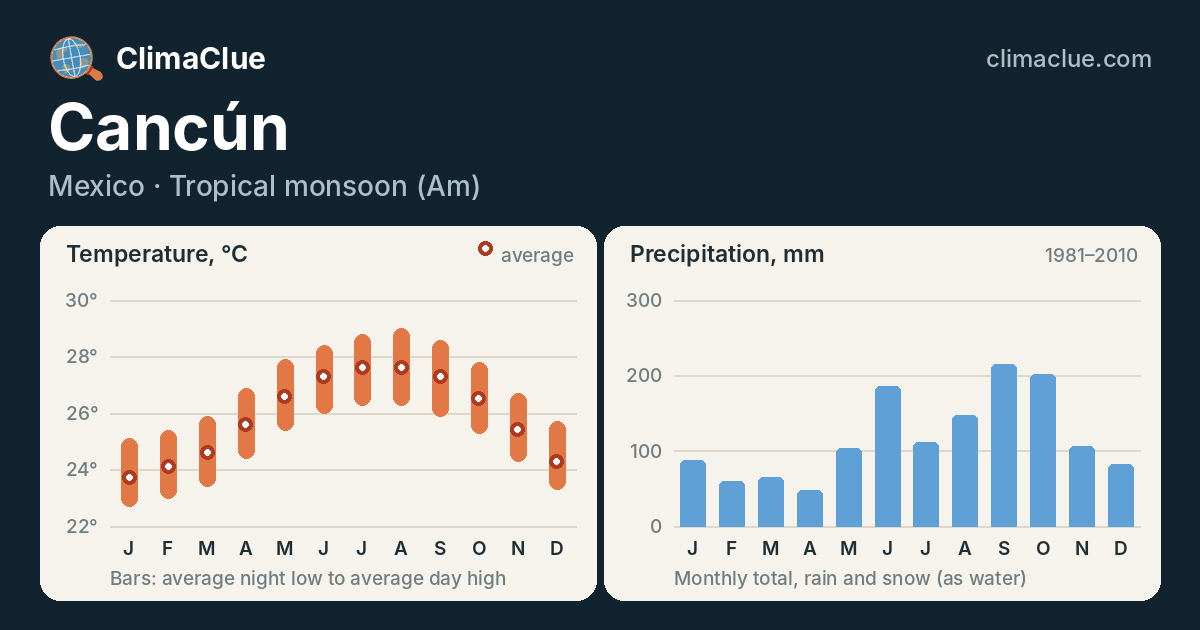 ClimaClue
climaclue.com
Cancún
Mexico · Tropical monsoon (Am)
Temperature, °C
average
30°
28°
26°
24°
22°
J F M A M J J A S O N D
Bars: average night low to average day high
Precipitation, mm
1981–2010
300
200
100
0
J F M A M J J A S O N D
Monthly total, rain and snow (as water)